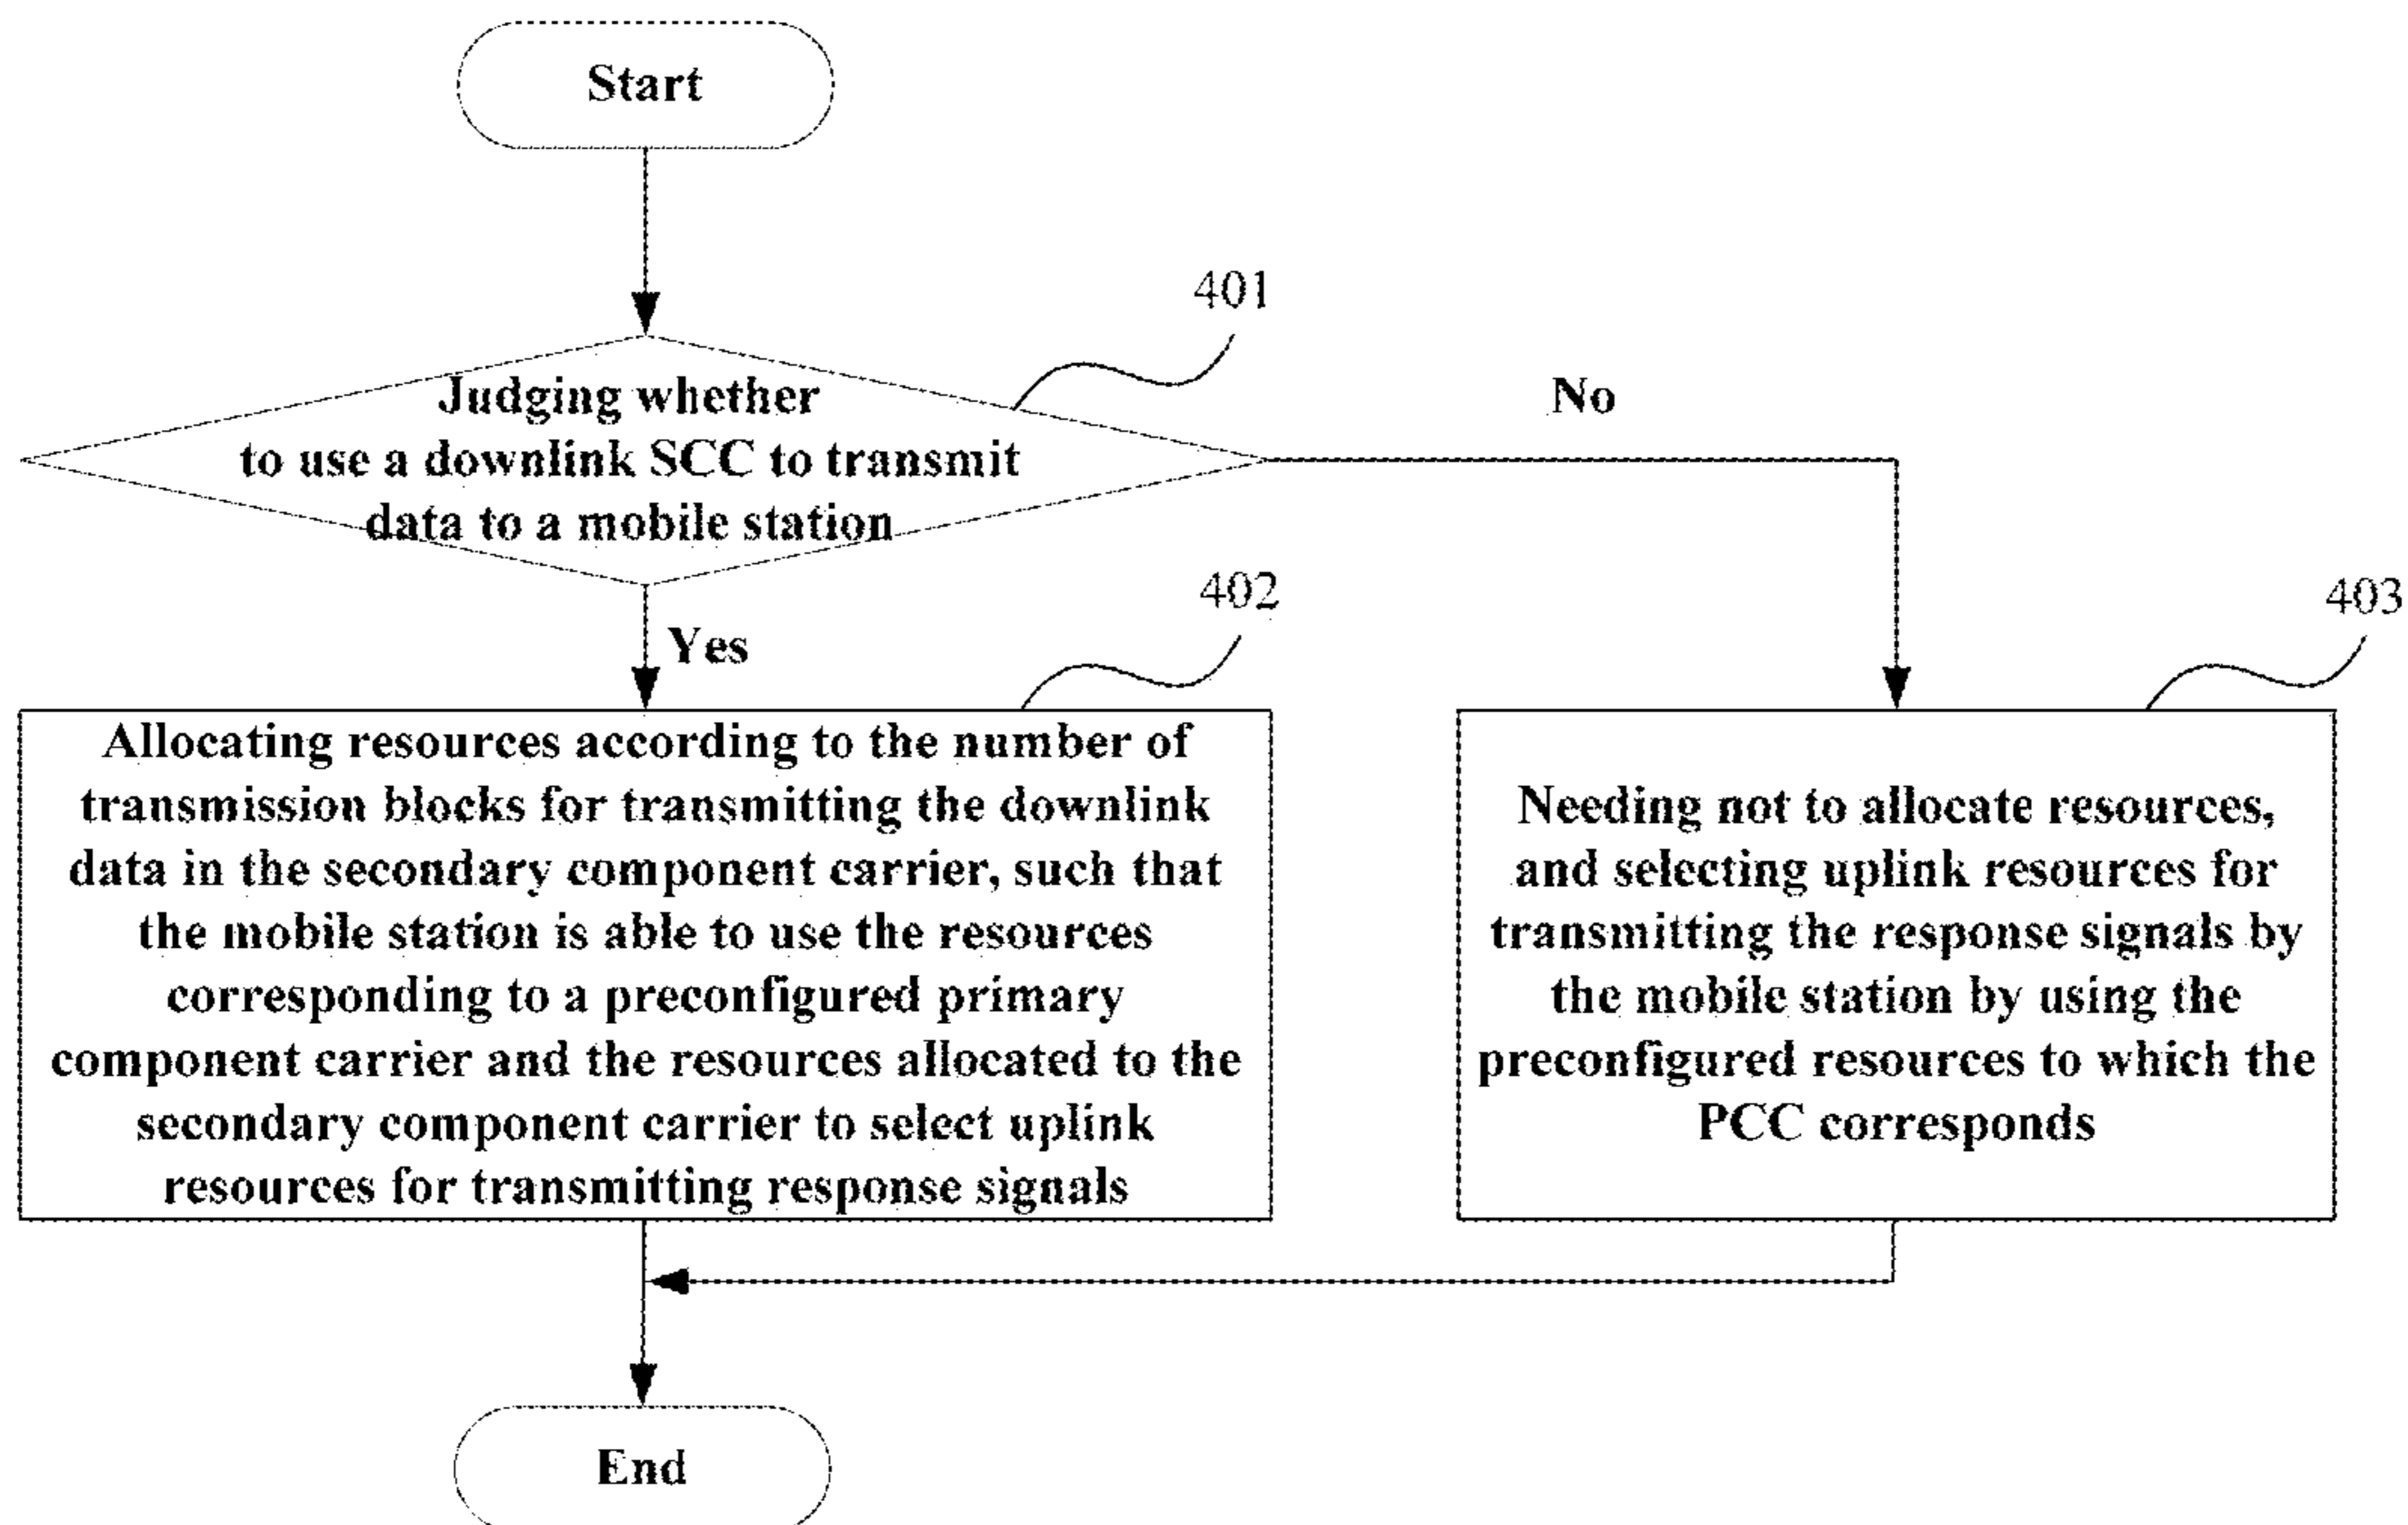 Start
401
Judging whether
to use a downlink SCC to transmit
data to a mobile station
No
Yes
402
403
Allocating resources according to the number of
transmission blocks for transmitting the downlink
data in the secondary component carrier, such that
the mobile station is able to use the resources
corresponding to a preconfigured primary
component carrier and the resources allocated to the
secondary component carrier to select uplink
resources for transmitting response signals
Needing not to allocate resources,
and selecting uplink resources for
transmitting the response signals by
the mobile station by using the
preconfigured resources to which the
PCC corresponds
End